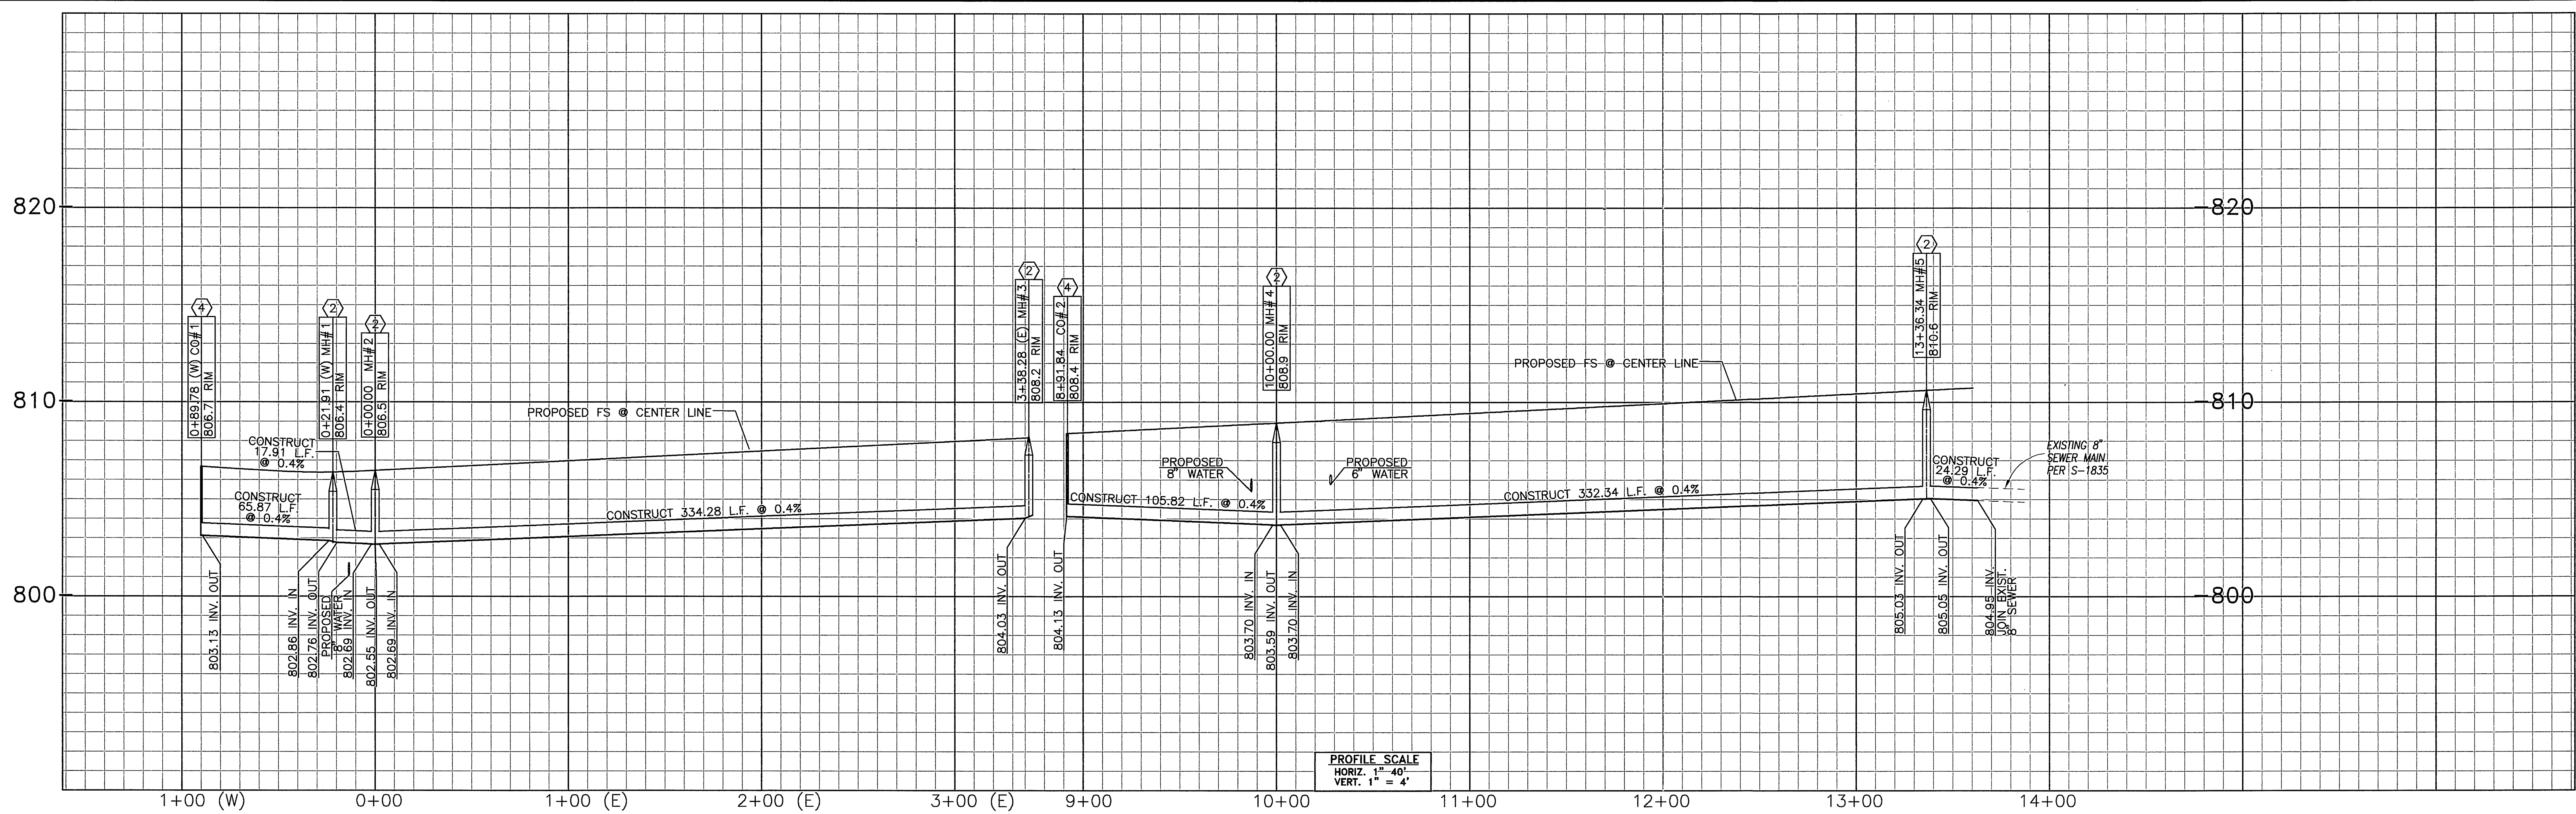 820
820
810
810
800
800
4
0+89.78 (W) CO#1
806.7 RIM
2
0+21.91 (W) MH#1
806.4 RIM
2
0+00.00 MH#2
806.5 RIM
2
3+38.28 (E) MH#3
808.2 RIM
4
8+91.84 CO#2
808.4 RIM
2
10+00.00 MH#4
808.9 RIM
2
13+36.34 MH#5
810.6 RIM
CONSTRUCT
17.91 L.F.
@ 0.4%
CONSTRUCT
65.87 L.F.
@ 0.4%
PROPOSED FS @ CENTER LINE
CONSTRUCT 334.28 L.F. @ 0.4%
PROPOSED FS @ CENTER LINE
PROPOSED
8" WATER
PROPOSED
6" WATER
CONSTRUCT 105.82 L.F. @ 0.4%
CONSTRUCT 332.34 L.F. @ 0.4%
CONSTRUCT
24.29 L.F.
@ 0.4%
EXISTING 8"
SEWER MAIN
PER S-1835
803.13 INV. OUT
802.86 INV. IN
802.76 INV. OUT
PROPOSED
8" WATER
802.69 INV. IN
802.55 INV. OUT
802.69 INV. IN
804.03 INV. OUT
804.13 INV. OUT
803.70 INV. IN
803.59 INV. OUT
803.70 INV. IN
805.03 INV. OUT
805.05 INV. OUT
804.95 INV.
JOIN EXIST.
8" SEWER
PROFILE SCALE
HORIZ. 1" 40'
VERT. 1" = 4'
1+00 (W)
0+00
1+00 (E)
2+00 (E)
3+00 (E)
9+00
10+00
11+00
12+00
13+00
14+00